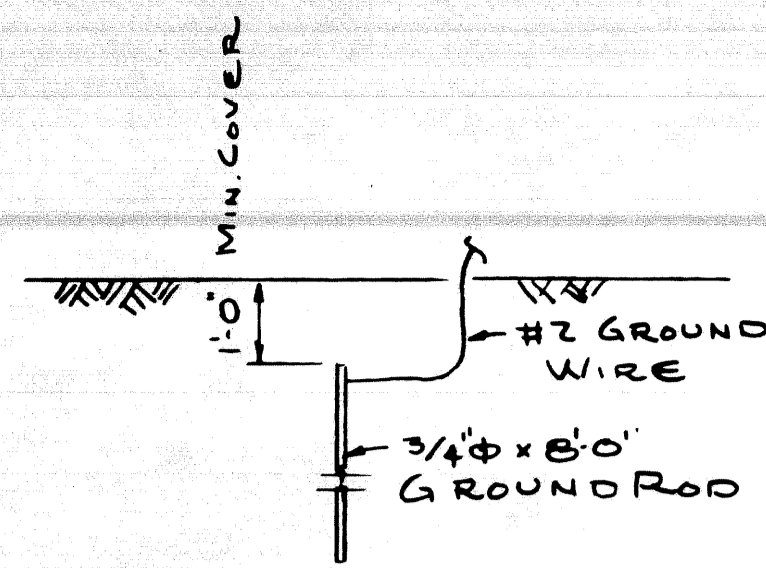 MIN. COVER
1'-0"
#2 GROUND
WIRE
3/4"Φ x 8'-0"
GROUND ROD